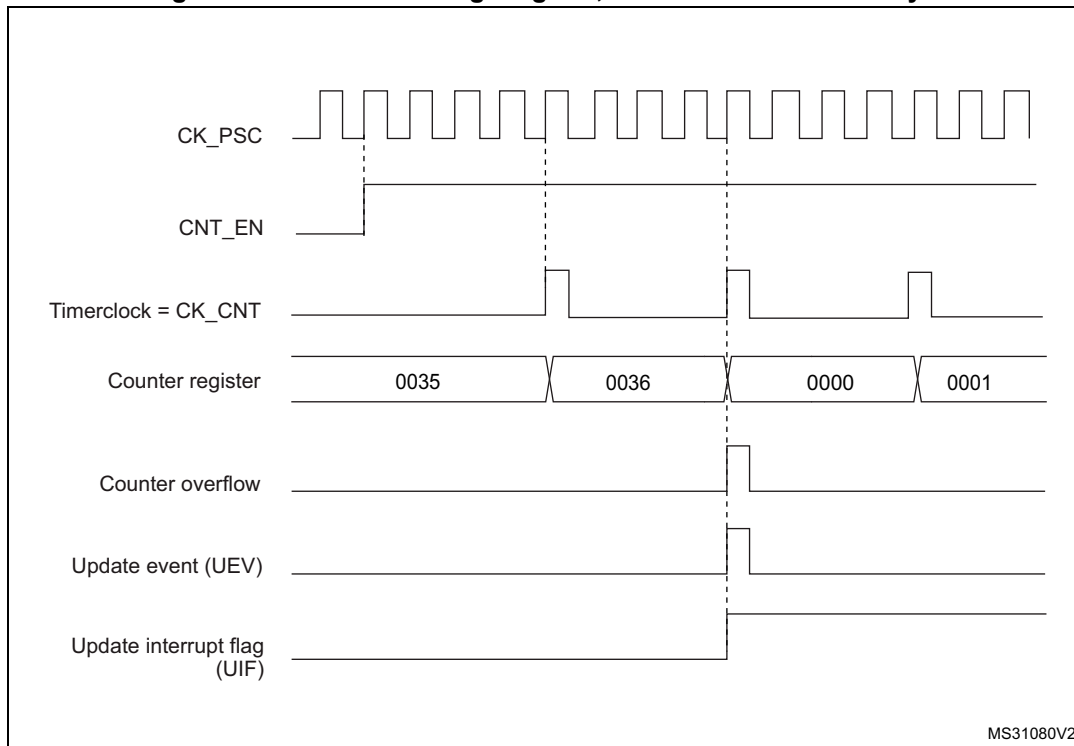 CK_PSC
CNT_EN
Timerclock = CK_CNT
Counter register
0035
0036
0000
0001
Counter overflow
Update event (UEV)
Update interrupt flag
(UIF)
MS31080V2